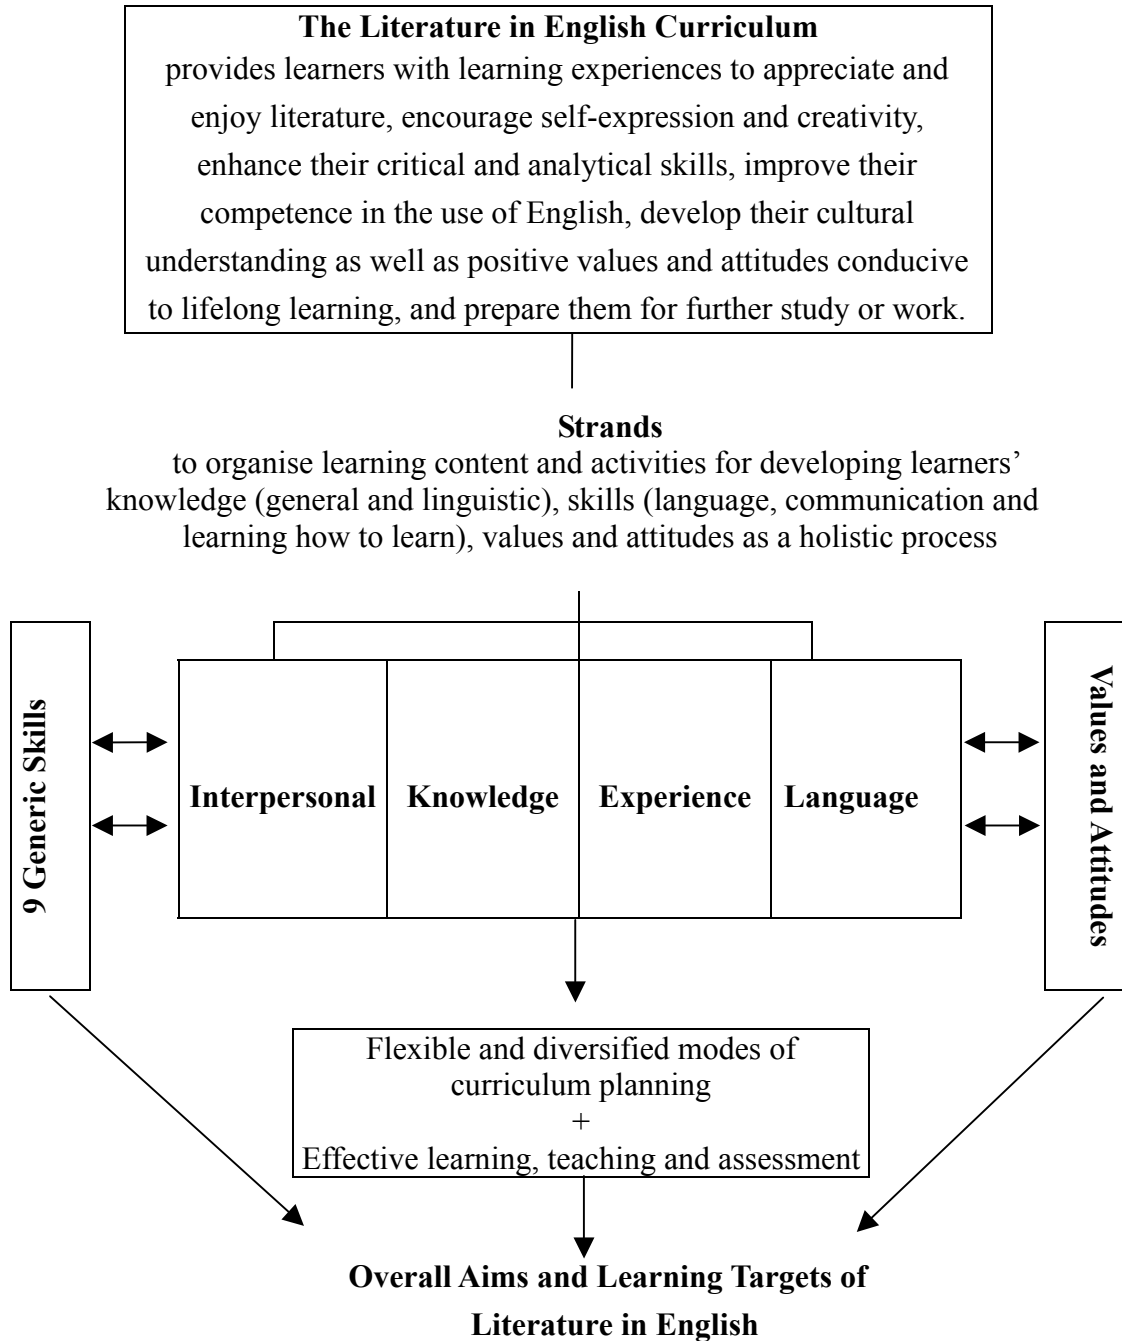 The Literature in English Curriculum
provides learners with learning experiences to appreciate and
enjoy literature, encourage self-expression and creativity,
enhance their critical and analytical skills, improve their
competence in the use of English, develop their cultural
understanding as well as positive values and attitudes conducive
to lifelong learning, and prepare them for further study or work.
Strands
to organise learning content and activities for developing learners’
knowledge (general and linguistic), skills (language, communication and
learning how to learn), values and attitudes as a holistic process
9 Generic Skills
Interpersonal
Knowledge
Experience
Language
Values and Attitudes
Flexible and diversified modes of
curriculum planning
+
Effective learning, teaching and assessment
Overall Aims and Learning Targets of
Literature in English